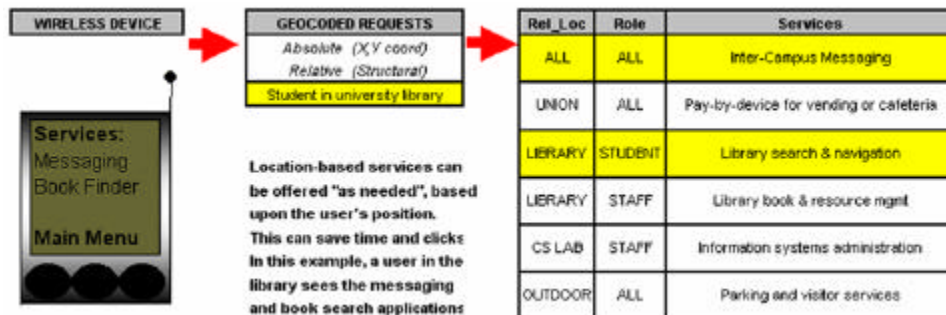 WIRELESS DEVICE
Services:
Messaging
Book Finder
Main Menu
GEOCODED REQUESTS
Absolute (X,Y coord)
Relative (Structural)
Student in university library
Location-based services can
be offered "as needed", based
upon the user's position.
This can save time and clicks
In this example, a user in the
library sees the messaging
and book search applications
Rel_Loc Role Services
ALL ALL Inter-Campus Messaging
UNION ALL Pay-by-device for vending or cafeteria
LIBRARY STUDENT Library search & navigation
LIBRARY STAFF Library book & resource mgmt
CS LAB STAFF Information systems administration
OUTDOOR ALL Parking and visitor services